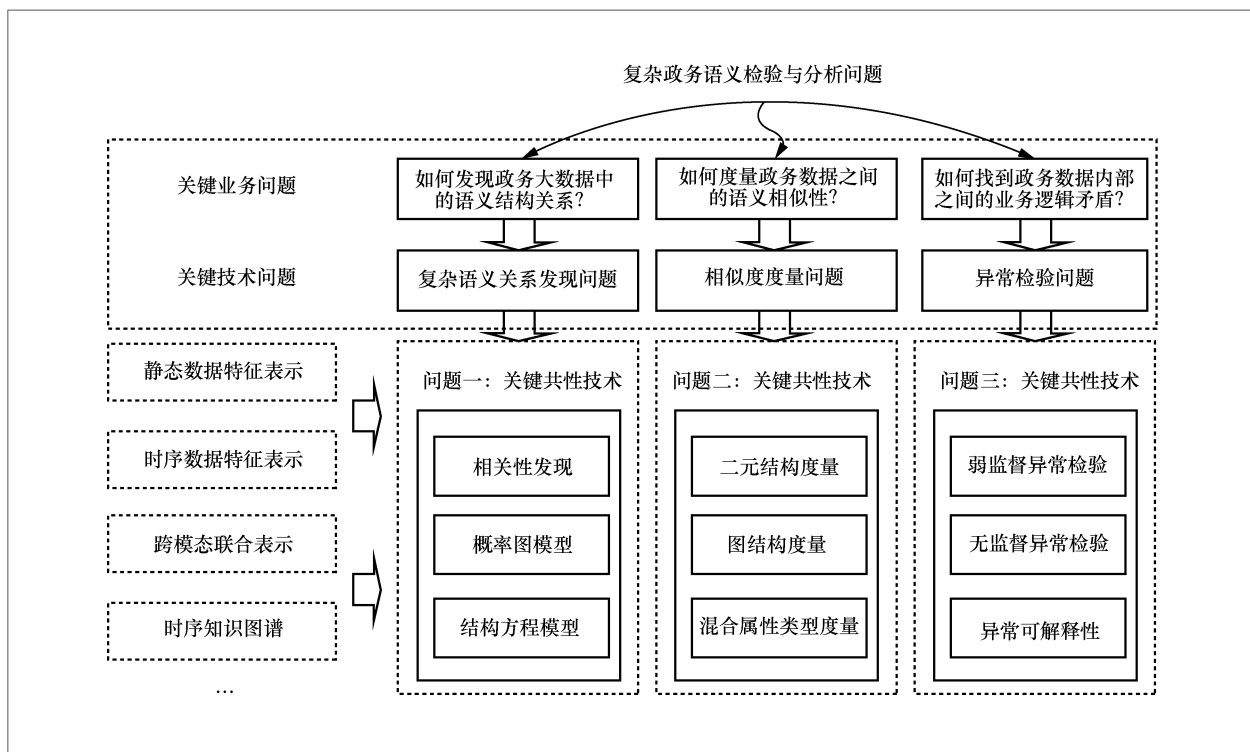 复杂政务语义检验与分析问题
关键业务问题
如何发现政务大数据中
的语义结构关系？
如何度量政务数据之间
的语义相似性？
如何找到政务数据内部
之间的业务逻辑矛盾？
关键技术问题
复杂语义关系发现问题
相似度度量问题
异常检验问题
静态数据特征表示
时序数据特征表示
跨模态联合表示
时序知识图谱
…
问题一：关键共性技术
相关性发现
概率图模型
结构方程模型
问题二：关键共性技术
二元结构度量
图结构度量
混合属性类型度量
问题三：关键共性技术
弱监督异常检验
无监督异常检验
异常可解释性